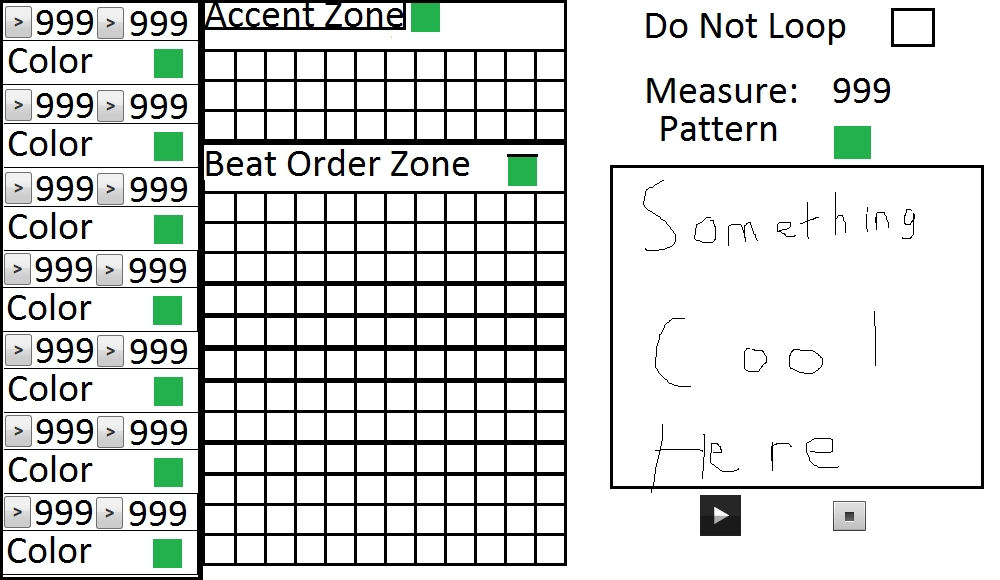 > 999 > 999
Color
> 999 > 999
Color
> 999 > 999
Color
> 999 > 999
Color
> 999 > 999
Color
> 999 > 999
Color
> 999 > 999
Color
Accent Zone
Beat Order Zone
Do Not Loop
Measure: 999
Pattern
Something
Cool
Here